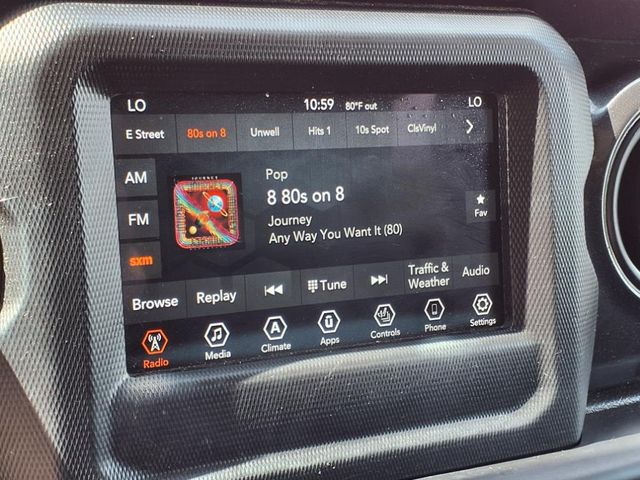 LO 10:59 80°F out LO
E Street 80s on 8 Unwell Hits 1 10s Spot ClsVinyl
AM
FM
sxm
JOURNEY
Pop
8 80s on 8
Journey
Any Way You Want It (80)
Fav
Browse Replay Tune Traffic & Weather Audio
Radio Media Climate Apps Controls Phone Settings